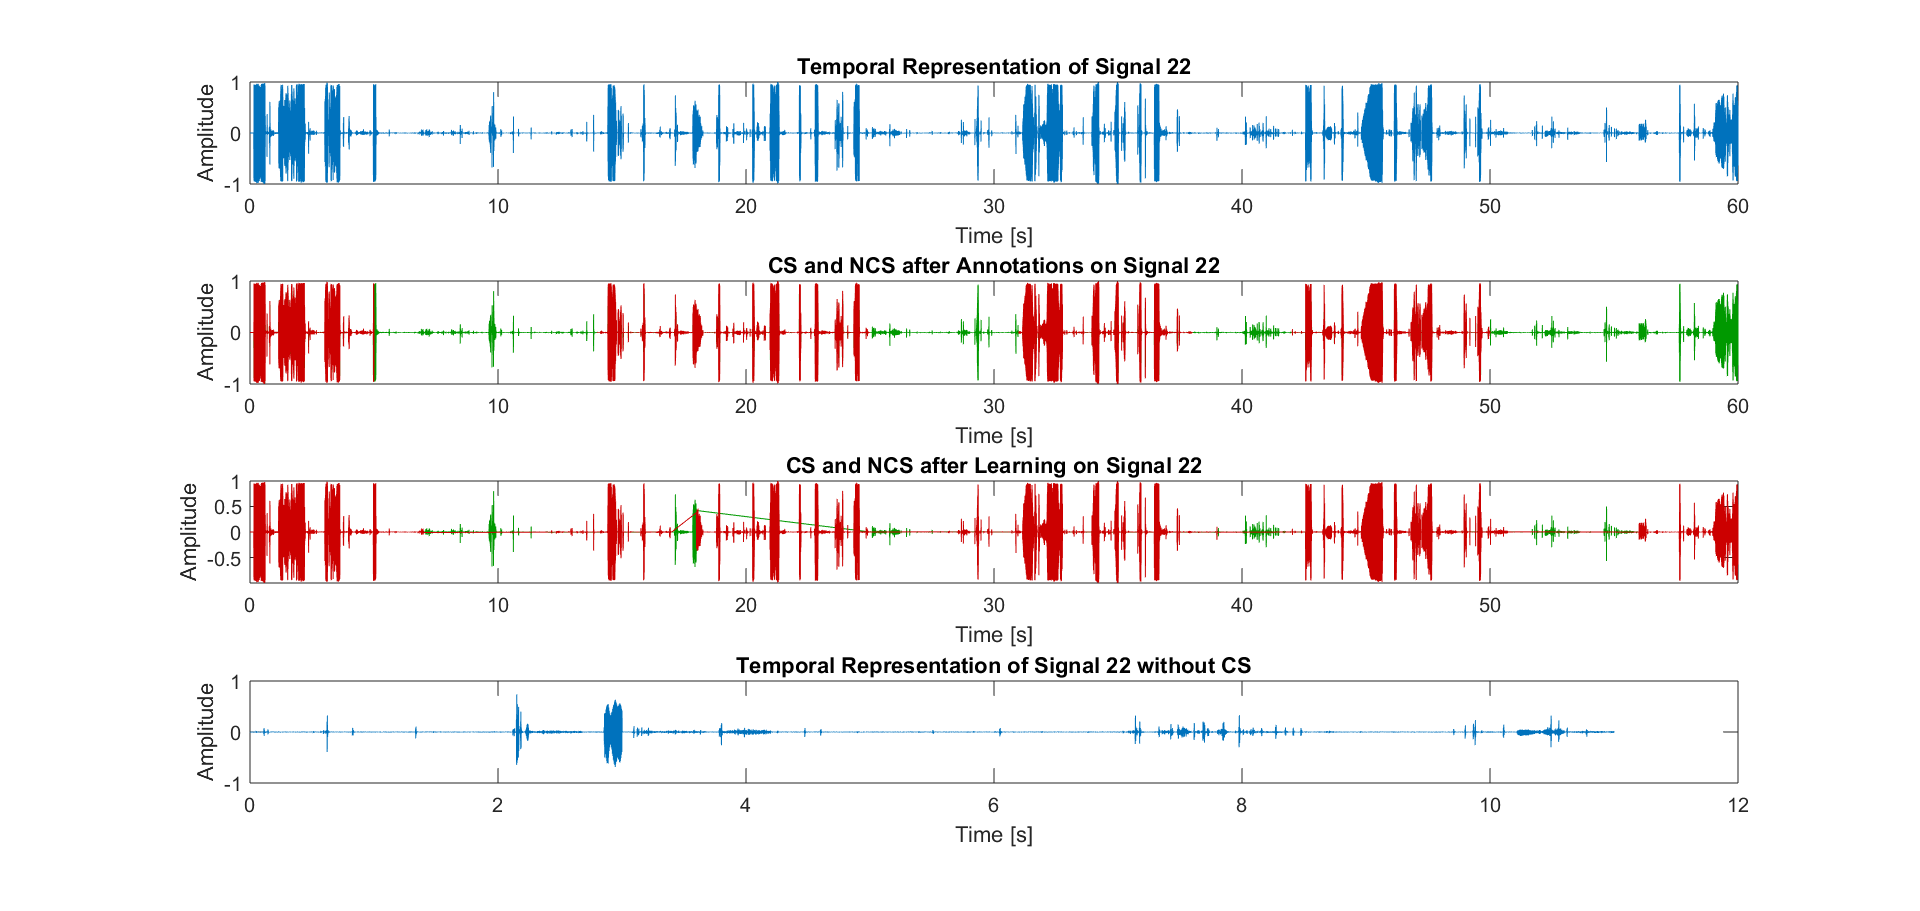 Temporal Representation of Signal 22
Amplitude
1
0
-1
0 10 20 30 40 50 60
Time [s]
CS and NCS after Annotations on Signal 22
Amplitude
1
0
-1
0 10 20 30 40 50 60
Time [s]
CS and NCS after Learning on Signal 22
Amplitude
1
0.5
0
-0.5
0 10 20 30 40 50 60
Time [s]
Temporal Representation of Signal 22 without CS
Amplitude
1
0
-1
0 2 4 6 8 10 12
Time [s]